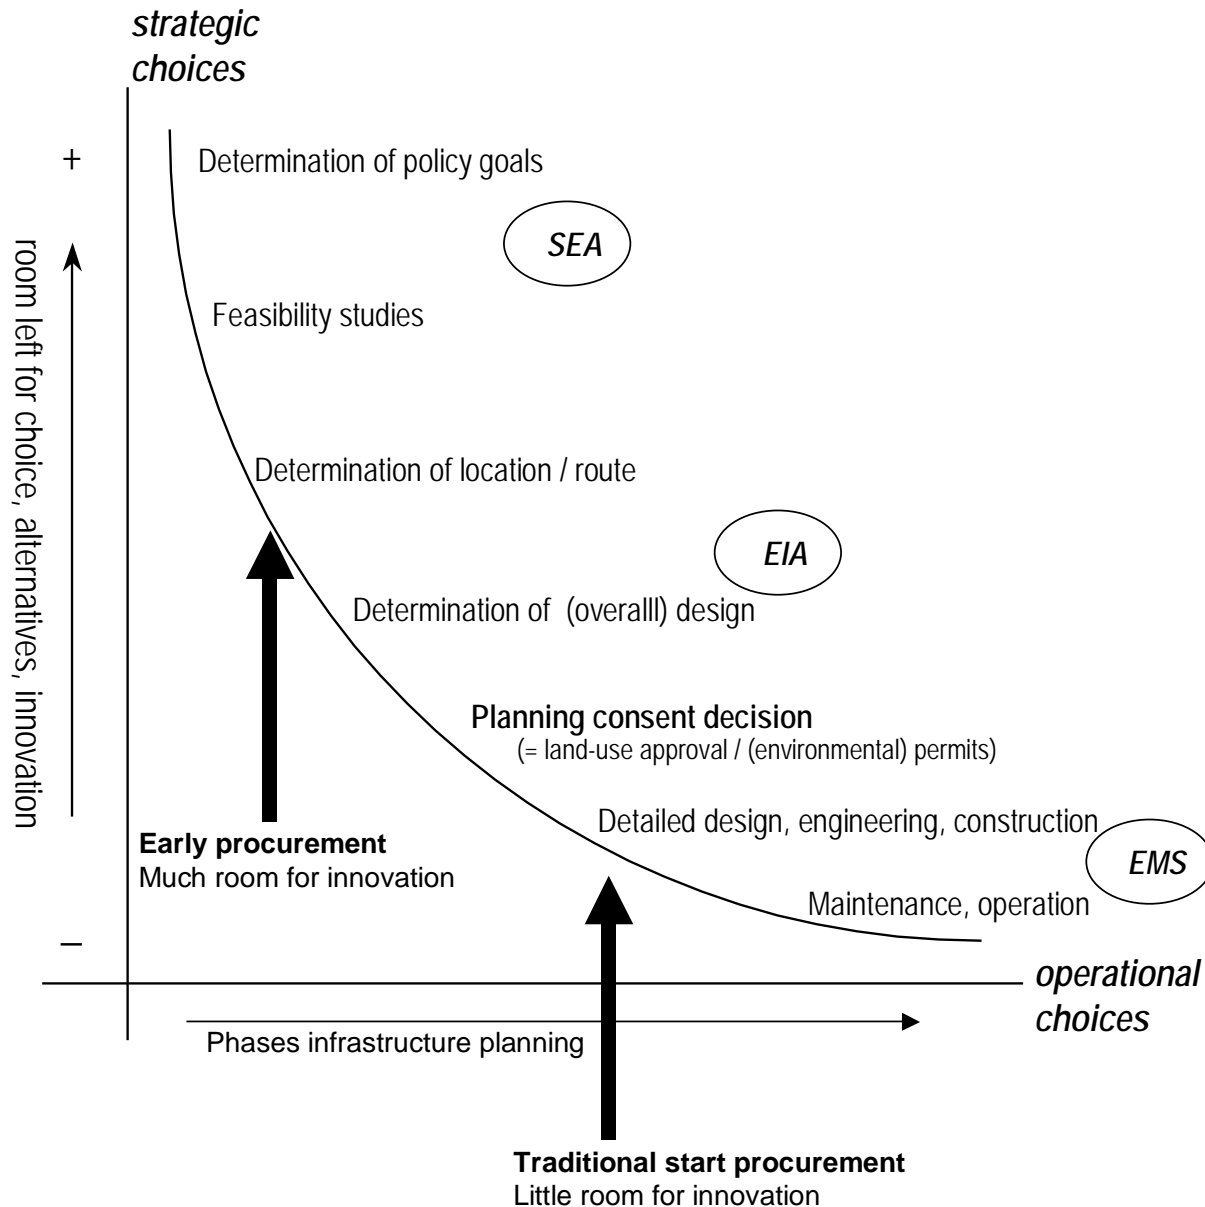 strategic
choices
+
Determination of policy goals
SEA
room left for choice, alternatives, innovation
Feasibility studies
Determination of location / route
EIA
Determination of (overalll) design
Planning consent decision
(= land-use approval / (environmental) permits)
Detailed design, engineering, construction
Early procurement
Much room for innovation
EMS
Maintenance, operation
–
operational
choices
Phases infrastructure planning
Traditional start procurement
Little room for innovation